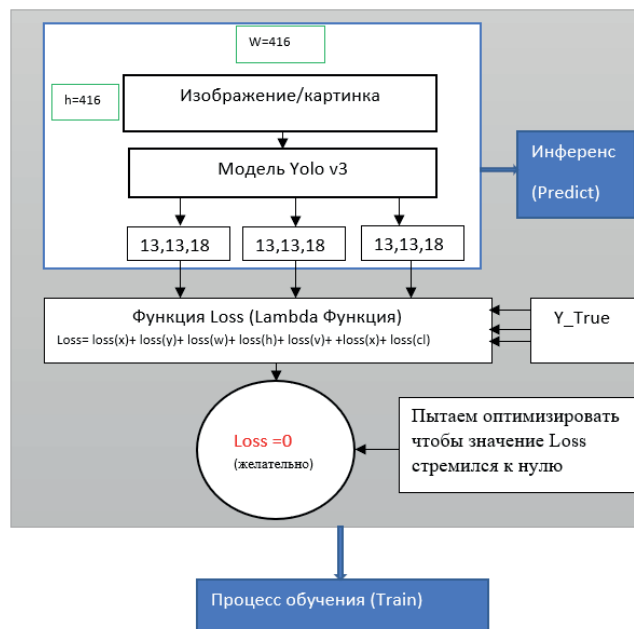 W=416
h=416
Изображение/картинка
Модель Yolo v3
Инференс
(Predict)
13,13,18
13,13,18
13,13,18
Функция Loss (Lambda Функция)
Loss= loss(x)+ loss(y)+ loss(w)+ loss(h)+ loss(v)+ +loss(x)+ loss(cl)
Y_True
Loss =0
(желательно)
Пытаем оптимизировать
чтобы значение Loss
стремился к нулю
Процесс обучения (Train)